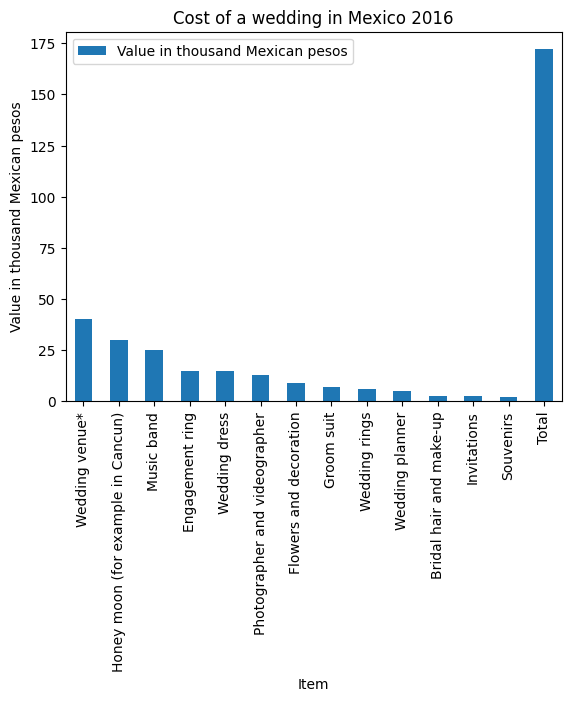 Cost of a wedding in Mexico 2016
Value in thousand Mexican pesos
Value in thousand Mexican pesos
175
150
125
100
75
50
25
0
Wedding venue*
Honey moon (for example in Cancun)
Music band
Engagement ring
Wedding dress
Photographer and videographer
Flowers and decoration
Groom suit
Wedding rings
Wedding planner
Bridal hair and make-up
Invitations
Souvenirs
Total
Item